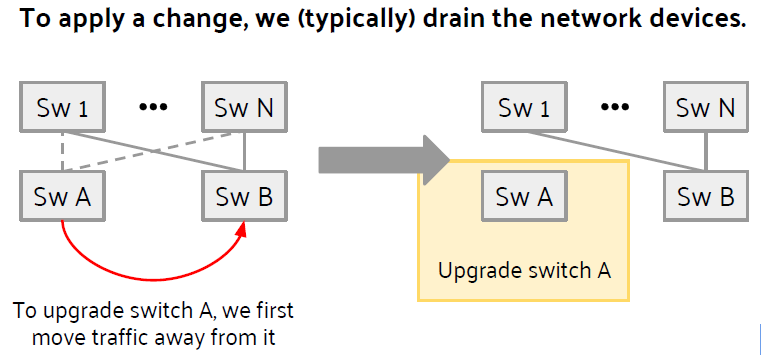 To apply a change, we (typically) drain the network devices.
Sw 1 ••• Sw N
Sw A Sw B
To upgrade switch A, we first
move traffic away from it
Sw 1 ••• Sw N
Sw A Sw B
Upgrade switch A